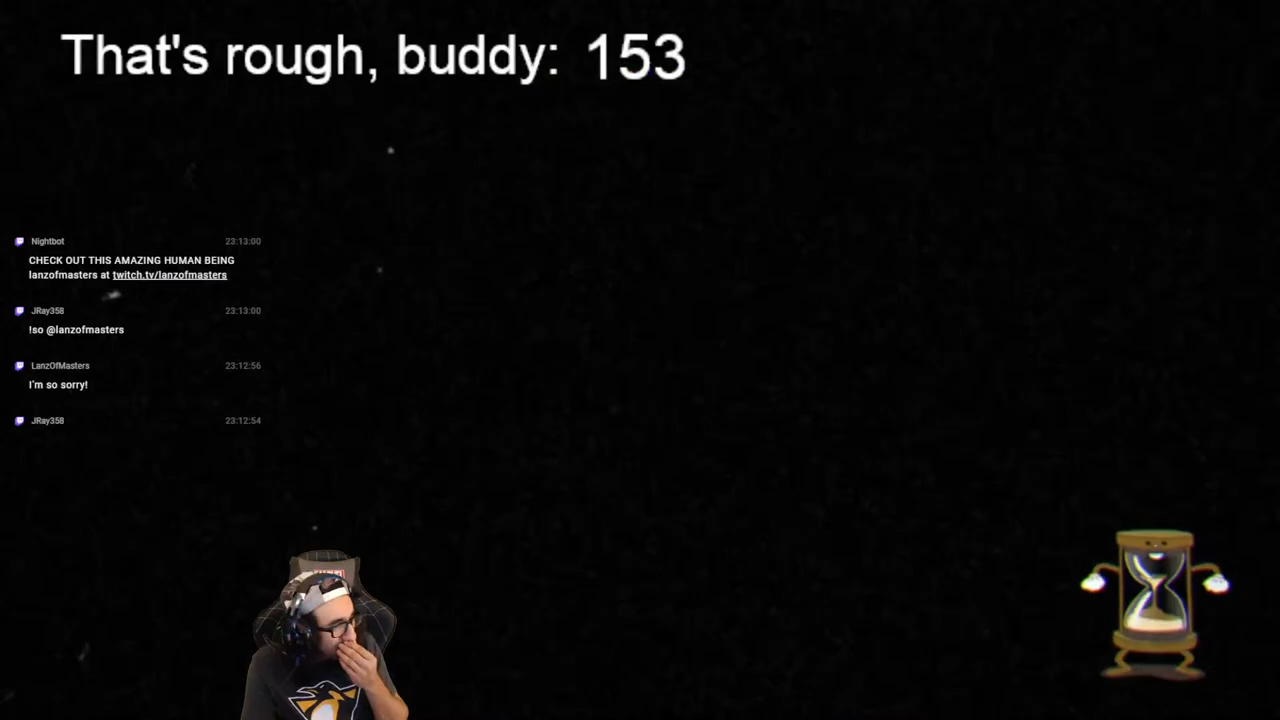 That's rough, buddy: 153
Nightbot 23:13:00
CHECK OUT THIS AMAZING HUMAN BEING
lanzofmasters at twitch.tv/lanzofmasters
JRay358 23:13:00
!so @lanzofmasters
LanzOfMasters 23:12:56
I'm so sorry!
JRay358 23:12:54